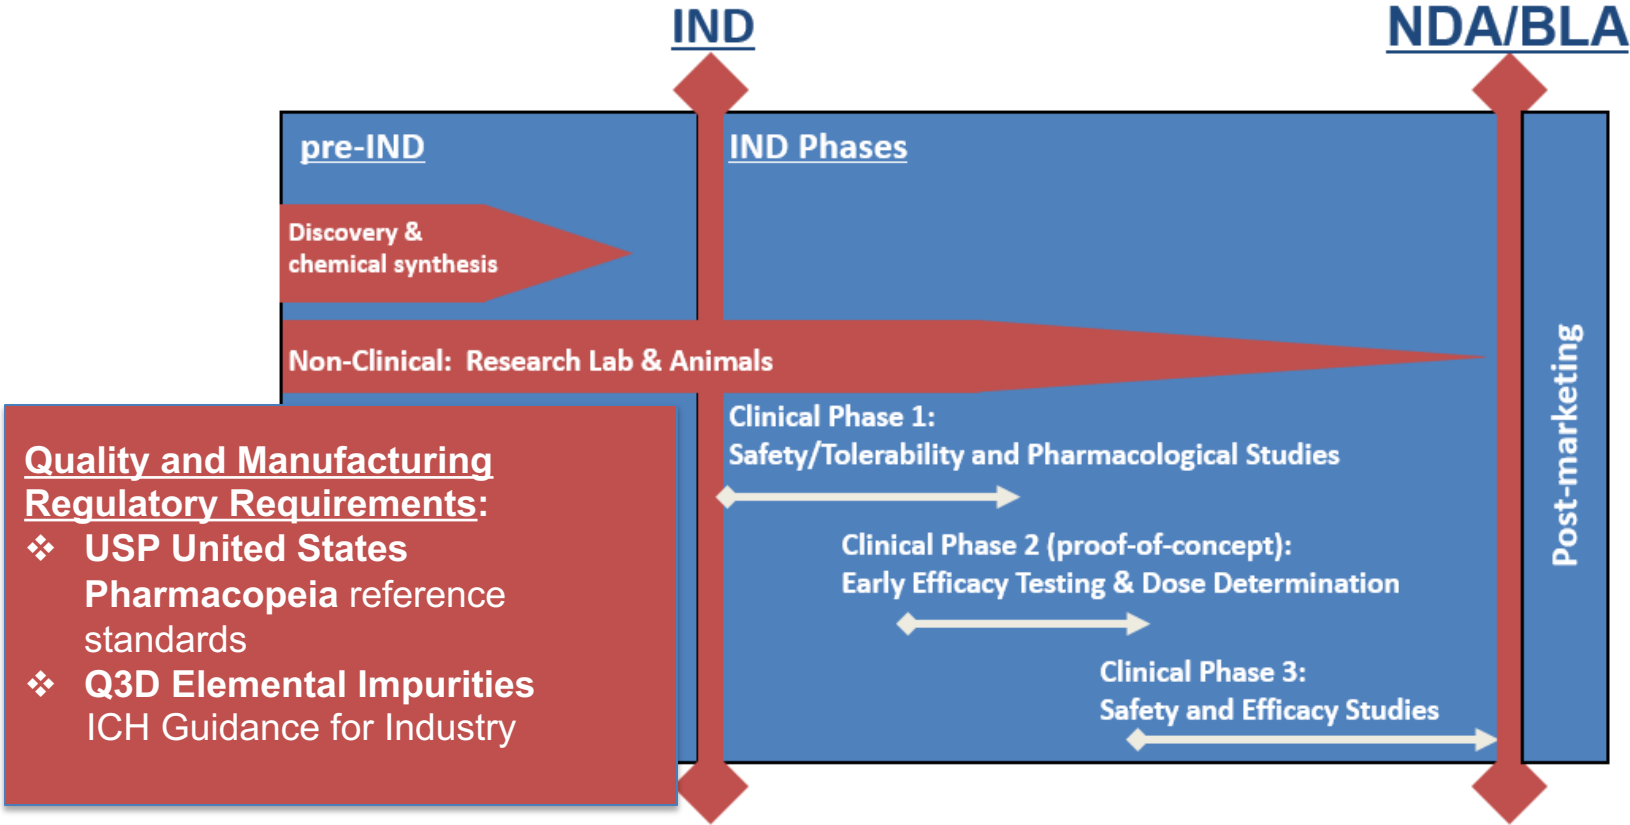 IND
NDA/BLA
pre-IND
IND Phases
Discovery &
chemical synthesis
Non-Clinical: Research Lab & Animals
Clinical Phase 1:
Safety/Tolerability and Pharmacological Studies
Clinical Phase 2 (proof-of-concept):
Early Efficacy Testing & Dose Determination
Clinical Phase 3:
Safety and Efficacy Studies
Post-marketing
Quality and Manufacturing
Regulatory Requirements:
❖ USP United States
Pharmacopeia reference
standards
❖ Q3D Elemental Impurities
ICH Guidance for Industry